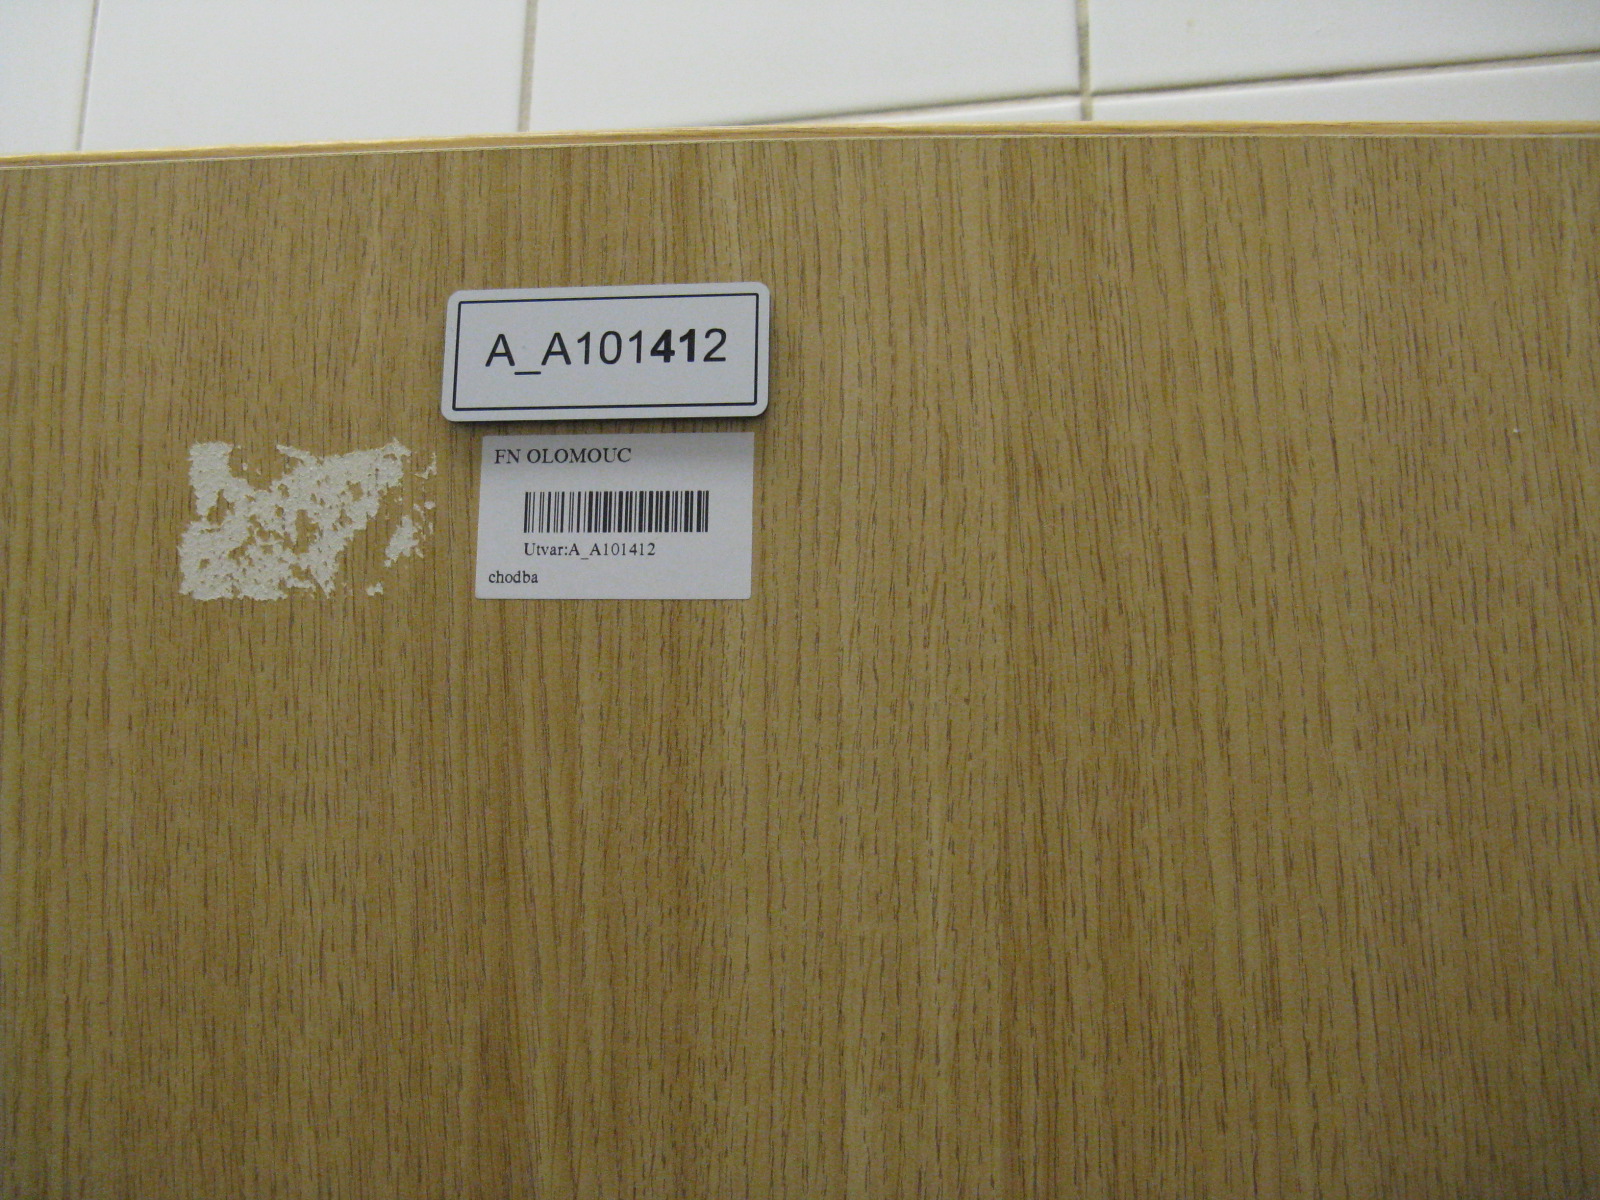 A_A101412
FN OLOMOUC
Utvar:A_A101412
chodba